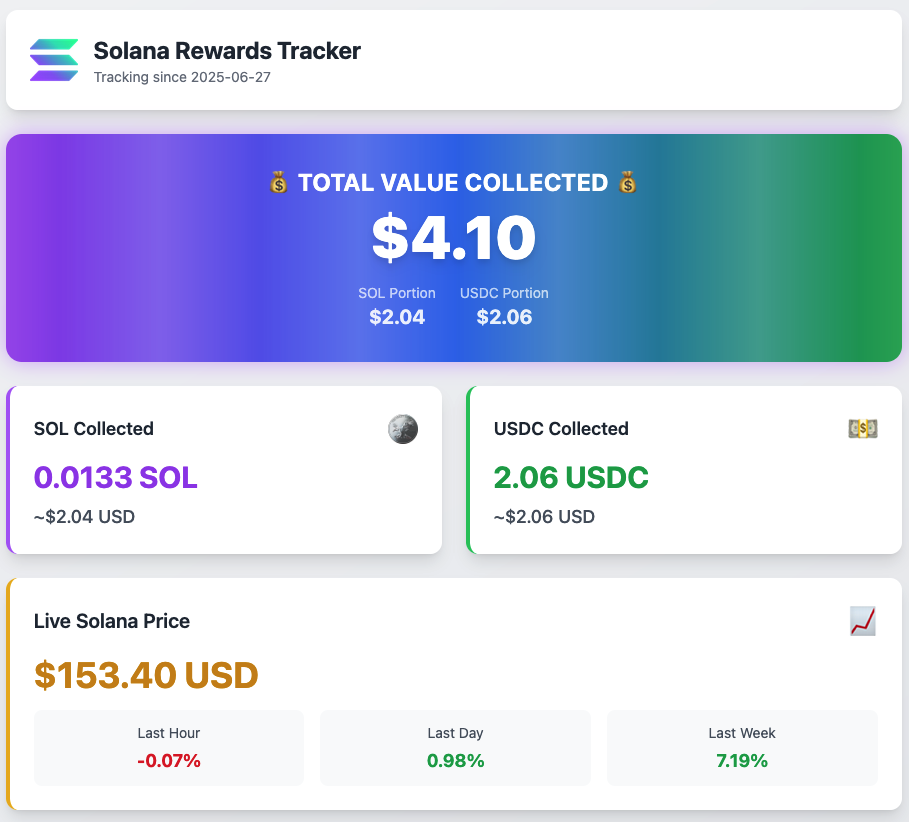 Solana Rewards Tracker
Tracking since 2025-06-27
💰 TOTAL VALUE COLLECTED 💰
$4.10
SOL Portion USDC Portion
$2.04 $2.06
SOL Collected
0.0133 SOL
~$2.04 USD
USDC Collected
2.06 USDC
~$2.06 USD
Live Solana Price
$153.40 USD
Last Hour
-0.07%
Last Day
0.98%
Last Week
7.19%